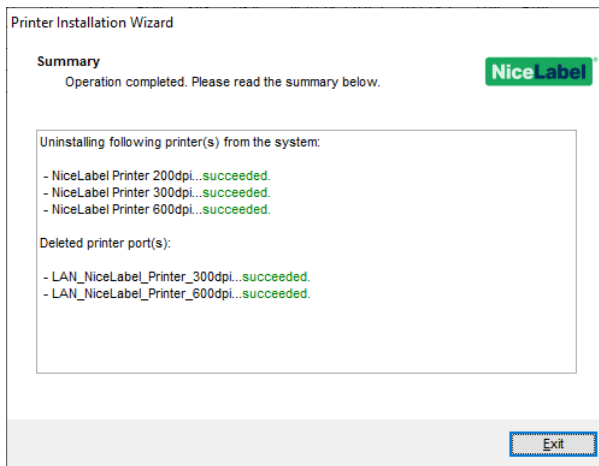 Printer Installation Wizard
Summary
Operation completed. Please read the summary below.
NiceLabel®
Uninstalling following printer(s) from the system:
- NiceLabel Printer 200dpi...succeeded.
- NiceLabel Printer 300dpi...succeeded.
- NiceLabel Printer 600dpi...succeeded.
Deleted printer port(s):
- LAN_NiceLabel_Printer_300dpi...succeeded.
- LAN_NiceLabel_Printer_600dpi...succeeded.
Exit